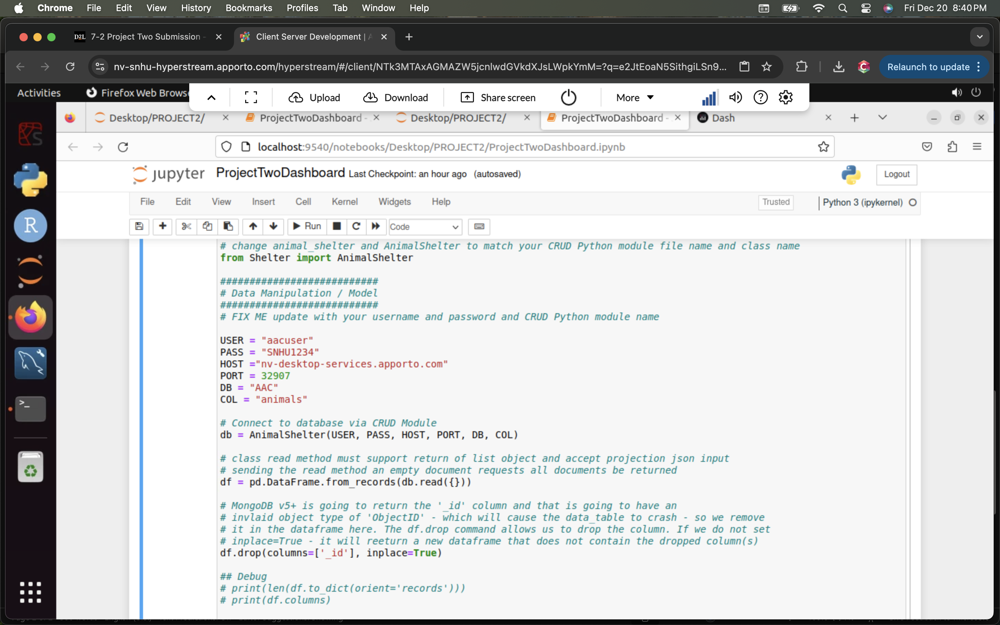 Chrome File Edit View History Bookmarks Profiles Tab Window Help Fri Dec 20 8:40 PM
D2L 7-2 Project Two Submission - Client Server Development | A
nv-snhu-hyperstream.apporto.com/hyperstream/#/client/NTk3MTAxAGMAZW5jcnlwdGVkdXJsLWpkYmM=?q=e2JtEoaN5SithgiLSn9... Relaunch to update
Activities Firefox Web Browse Upload Download Share screen More
Desktop/PROJECT2/ ProjectTwoDashboard - Desktop/PROJECT2/ ProjectTwoDashboard - Dash
localhost:9540/notebooks/Desktop/PROJECT2/ProjectTwoDashboard.ipynb
jupyter ProjectTwoDashboard Last Checkpoint: an hour ago (autosaved) Logout
File Edit View Insert Cell Kernel Widgets Help Trusted Python 3 (ipykernel)
Run Code
# change animal_shelter and AnimalShelter to match your CRUD Python module file name and class name
from Shelter import AnimalShelter
###########################
# Data Manipulation / Model
###########################
# FIX ME update with your username and password and CRUD Python module name
USER = "aacuser"
PASS = "SNHU1234"
HOST ="nv-desktop-services.apporto.com"
PORT = 32907
DB = "AAC"
COL = "animals"
# Connect to database via CRUD Module
db = AnimalShelter(USER, PASS, HOST, PORT, DB, COL)
# class read method must support return of list object and accept projection json input
# sending the read method an empty document requests all documents be returned
df = pd.DataFrame.from_records(db.read({}))
# MongoDB v5+ is going to return the '_id' column and that is going to have an
# invlaid object type of 'ObjectID' - which will cause the data_table to crash - so we remove
# it in the dataframe here. The df.drop command allows us to drop the column. If we do not set
# inplace=True - it will reeturn a new dataframe that does not contain the dropped column(s)
df.drop(columns=['_id'], inplace=True)
## Debug
# print(len(df.to_dict(orient='records')))
# print(df.columns)